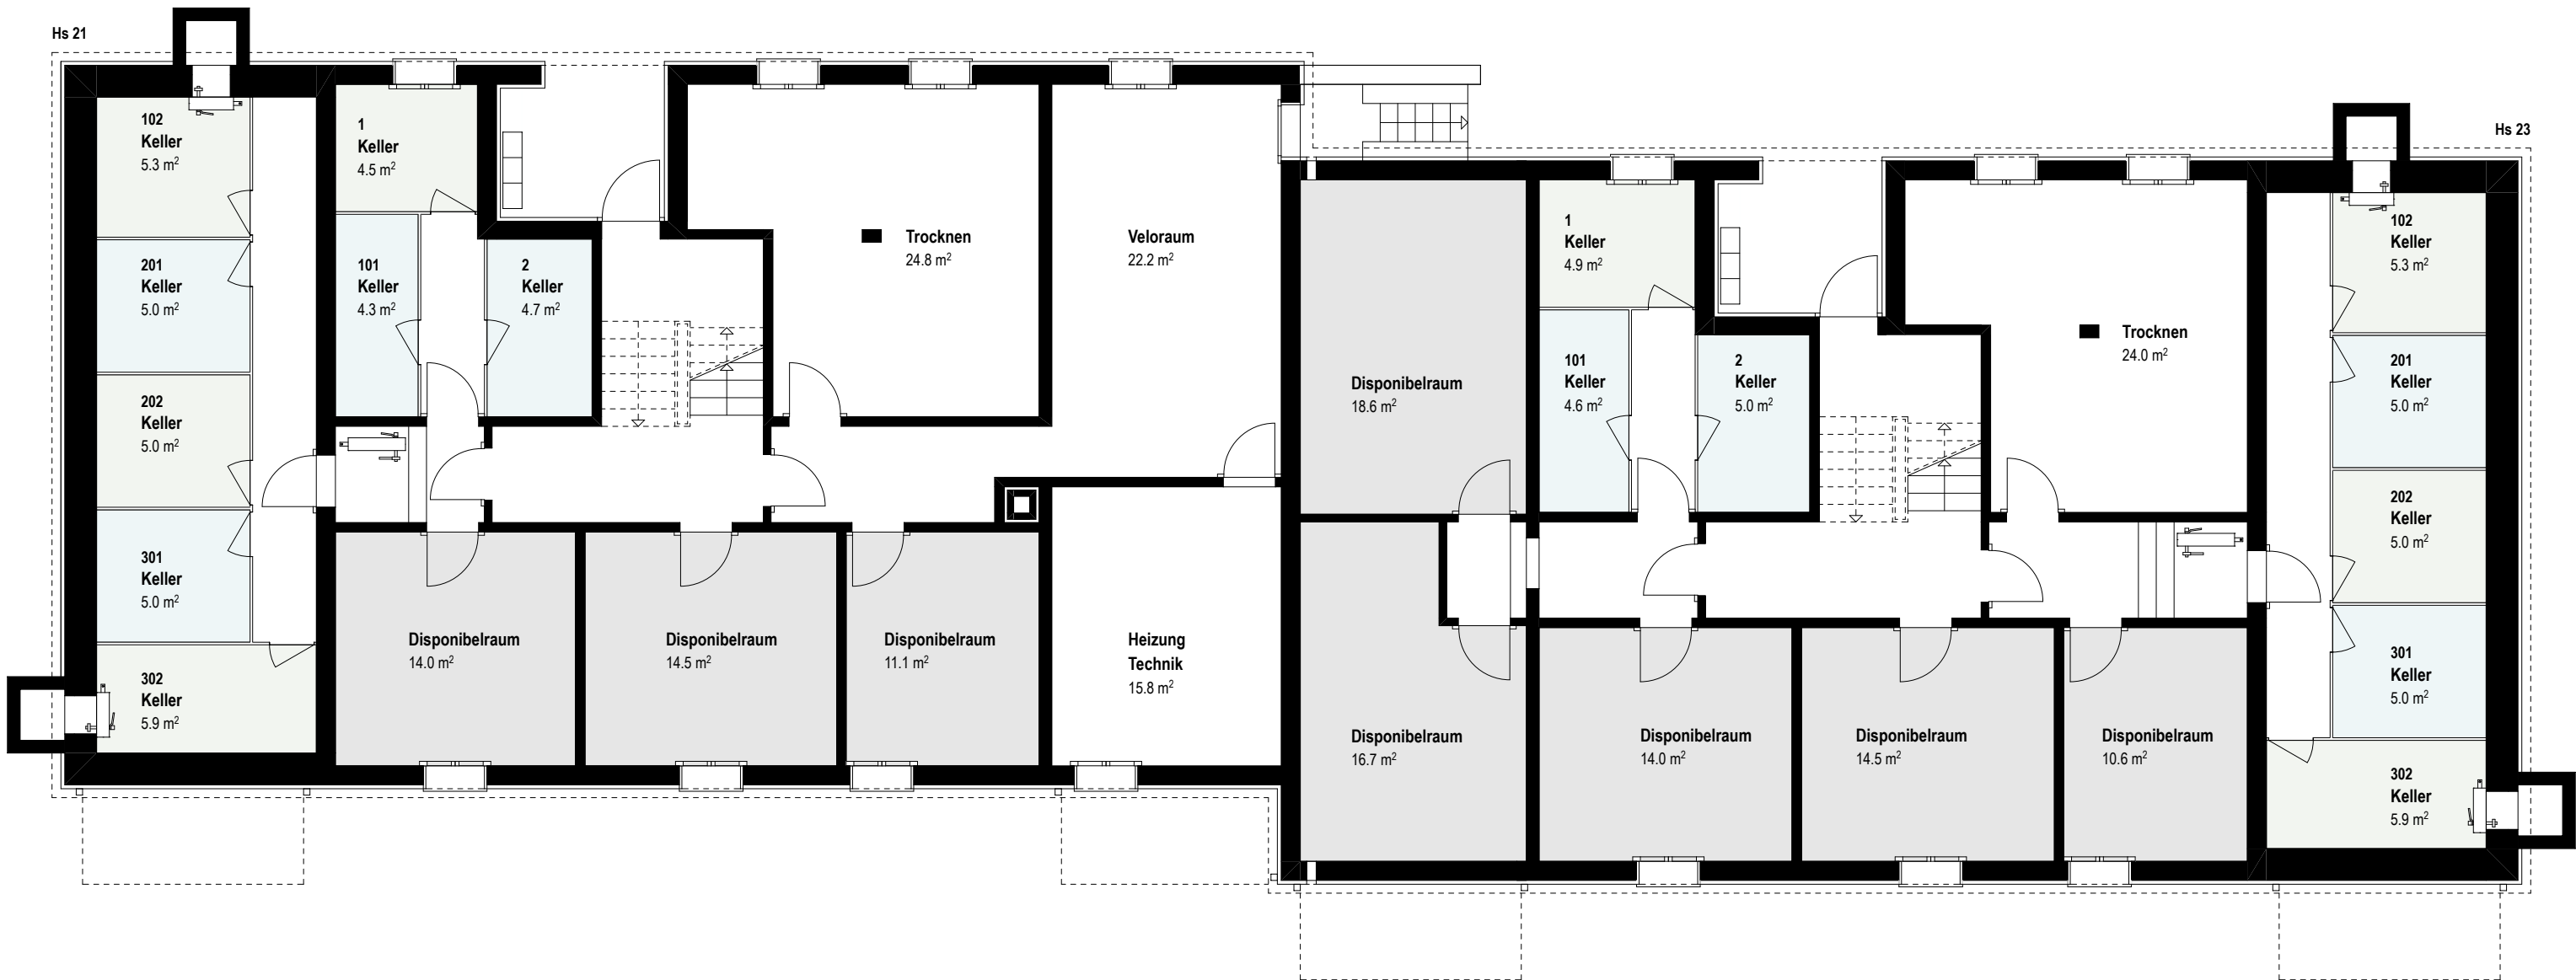 Hs 21
102
Keller
5.3 m²
201
Keller
5.0 m²
202
Keller
5.0 m²
301
Keller
5.0 m²
302
Keller
5.9 m²
1
Keller
4.5 m²
101
Keller
4.3 m²
2
Keller
4.7 m²
Trocknen
24.8 m²
Veloraum
22.2 m²
Disponibelraum
14.0 m²
Disponibelraum
14.5 m²
Disponibelraum
11.1 m²
Heizung
Technik
15.8 m²
Hs 23
Disponibelraum
18.6 m²
Disponibelraum
16.7 m²
1
Keller
4.9 m²
101
Keller
4.6 m²
2
Keller
5.0 m²
Trocknen
24.0 m²
Disponibelraum
14.0 m²
Disponibelraum
14.5 m²
Disponibelraum
10.6 m²
102
Keller
5.3 m²
201
Keller
5.0 m²
202
Keller
5.0 m²
301
Keller
5.0 m²
302
Keller
5.9 m²